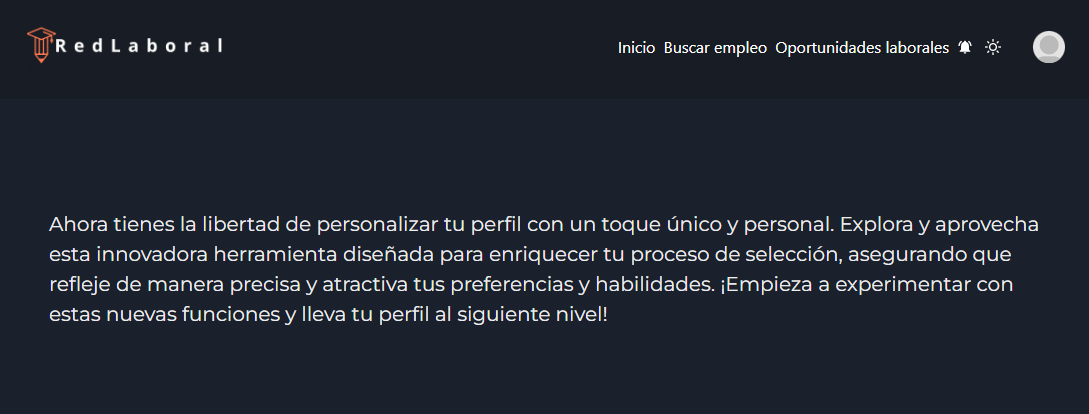 RedLaboral
Inicio Buscar empleo Oportunidades laborales
Ahora tienes la libertad de personalizar tu perfil con un toque único y personal. Explora y aprovecha
esta innovadora herramienta diseñada para enriquecer tu proceso de selección, asegurando que
refleje de manera precisa y atractiva tus preferencias y habilidades. ¡Empieza a experimentar con
estas nuevas funciones y lleva tu perfil al siguiente nivel!